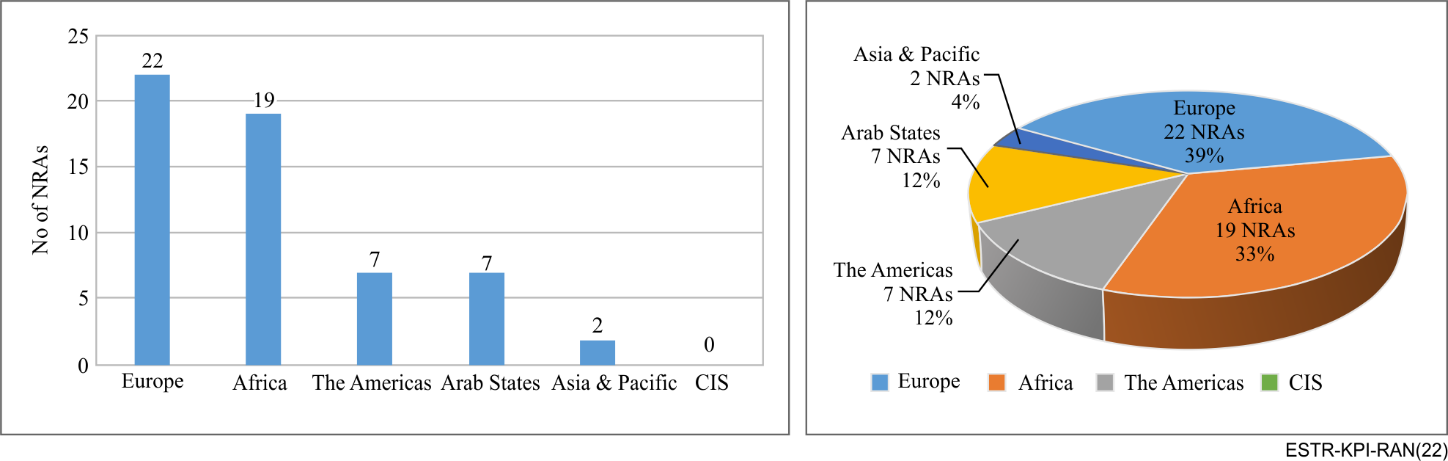 25
20
15
10
5
0
No of NRAs
22
19
7
7
2
0
Europe
Africa
The Americas
Arab States
Asia & Pacific
CIS
Asia & Pacific
2 NRAs
4%
Arab States
7 NRAs
12%
The Americas
7 NRAs
12%
Europe
22 NRAs
39%
Africa
19 NRAs
33%
Europe
Africa
The Americas
CIS
ESTR-KPI-RAN(22)